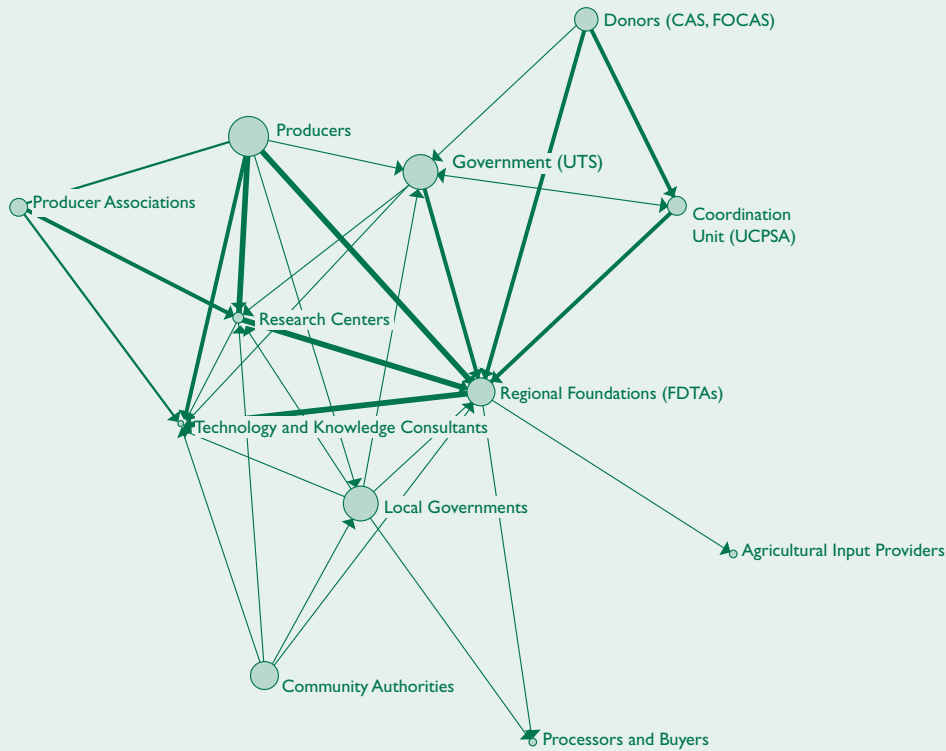 Donors (CAS, FOCAS)
Producers
Government (UTS)
Producer Associations
Coordination
Unit (UCPSA)
Research Centers
Regional Foundations (FDTAs)
Technology and Knowledge Consultants
Local Governments
Agricultural Input Providers
Community Authorities
Processors and Buyers